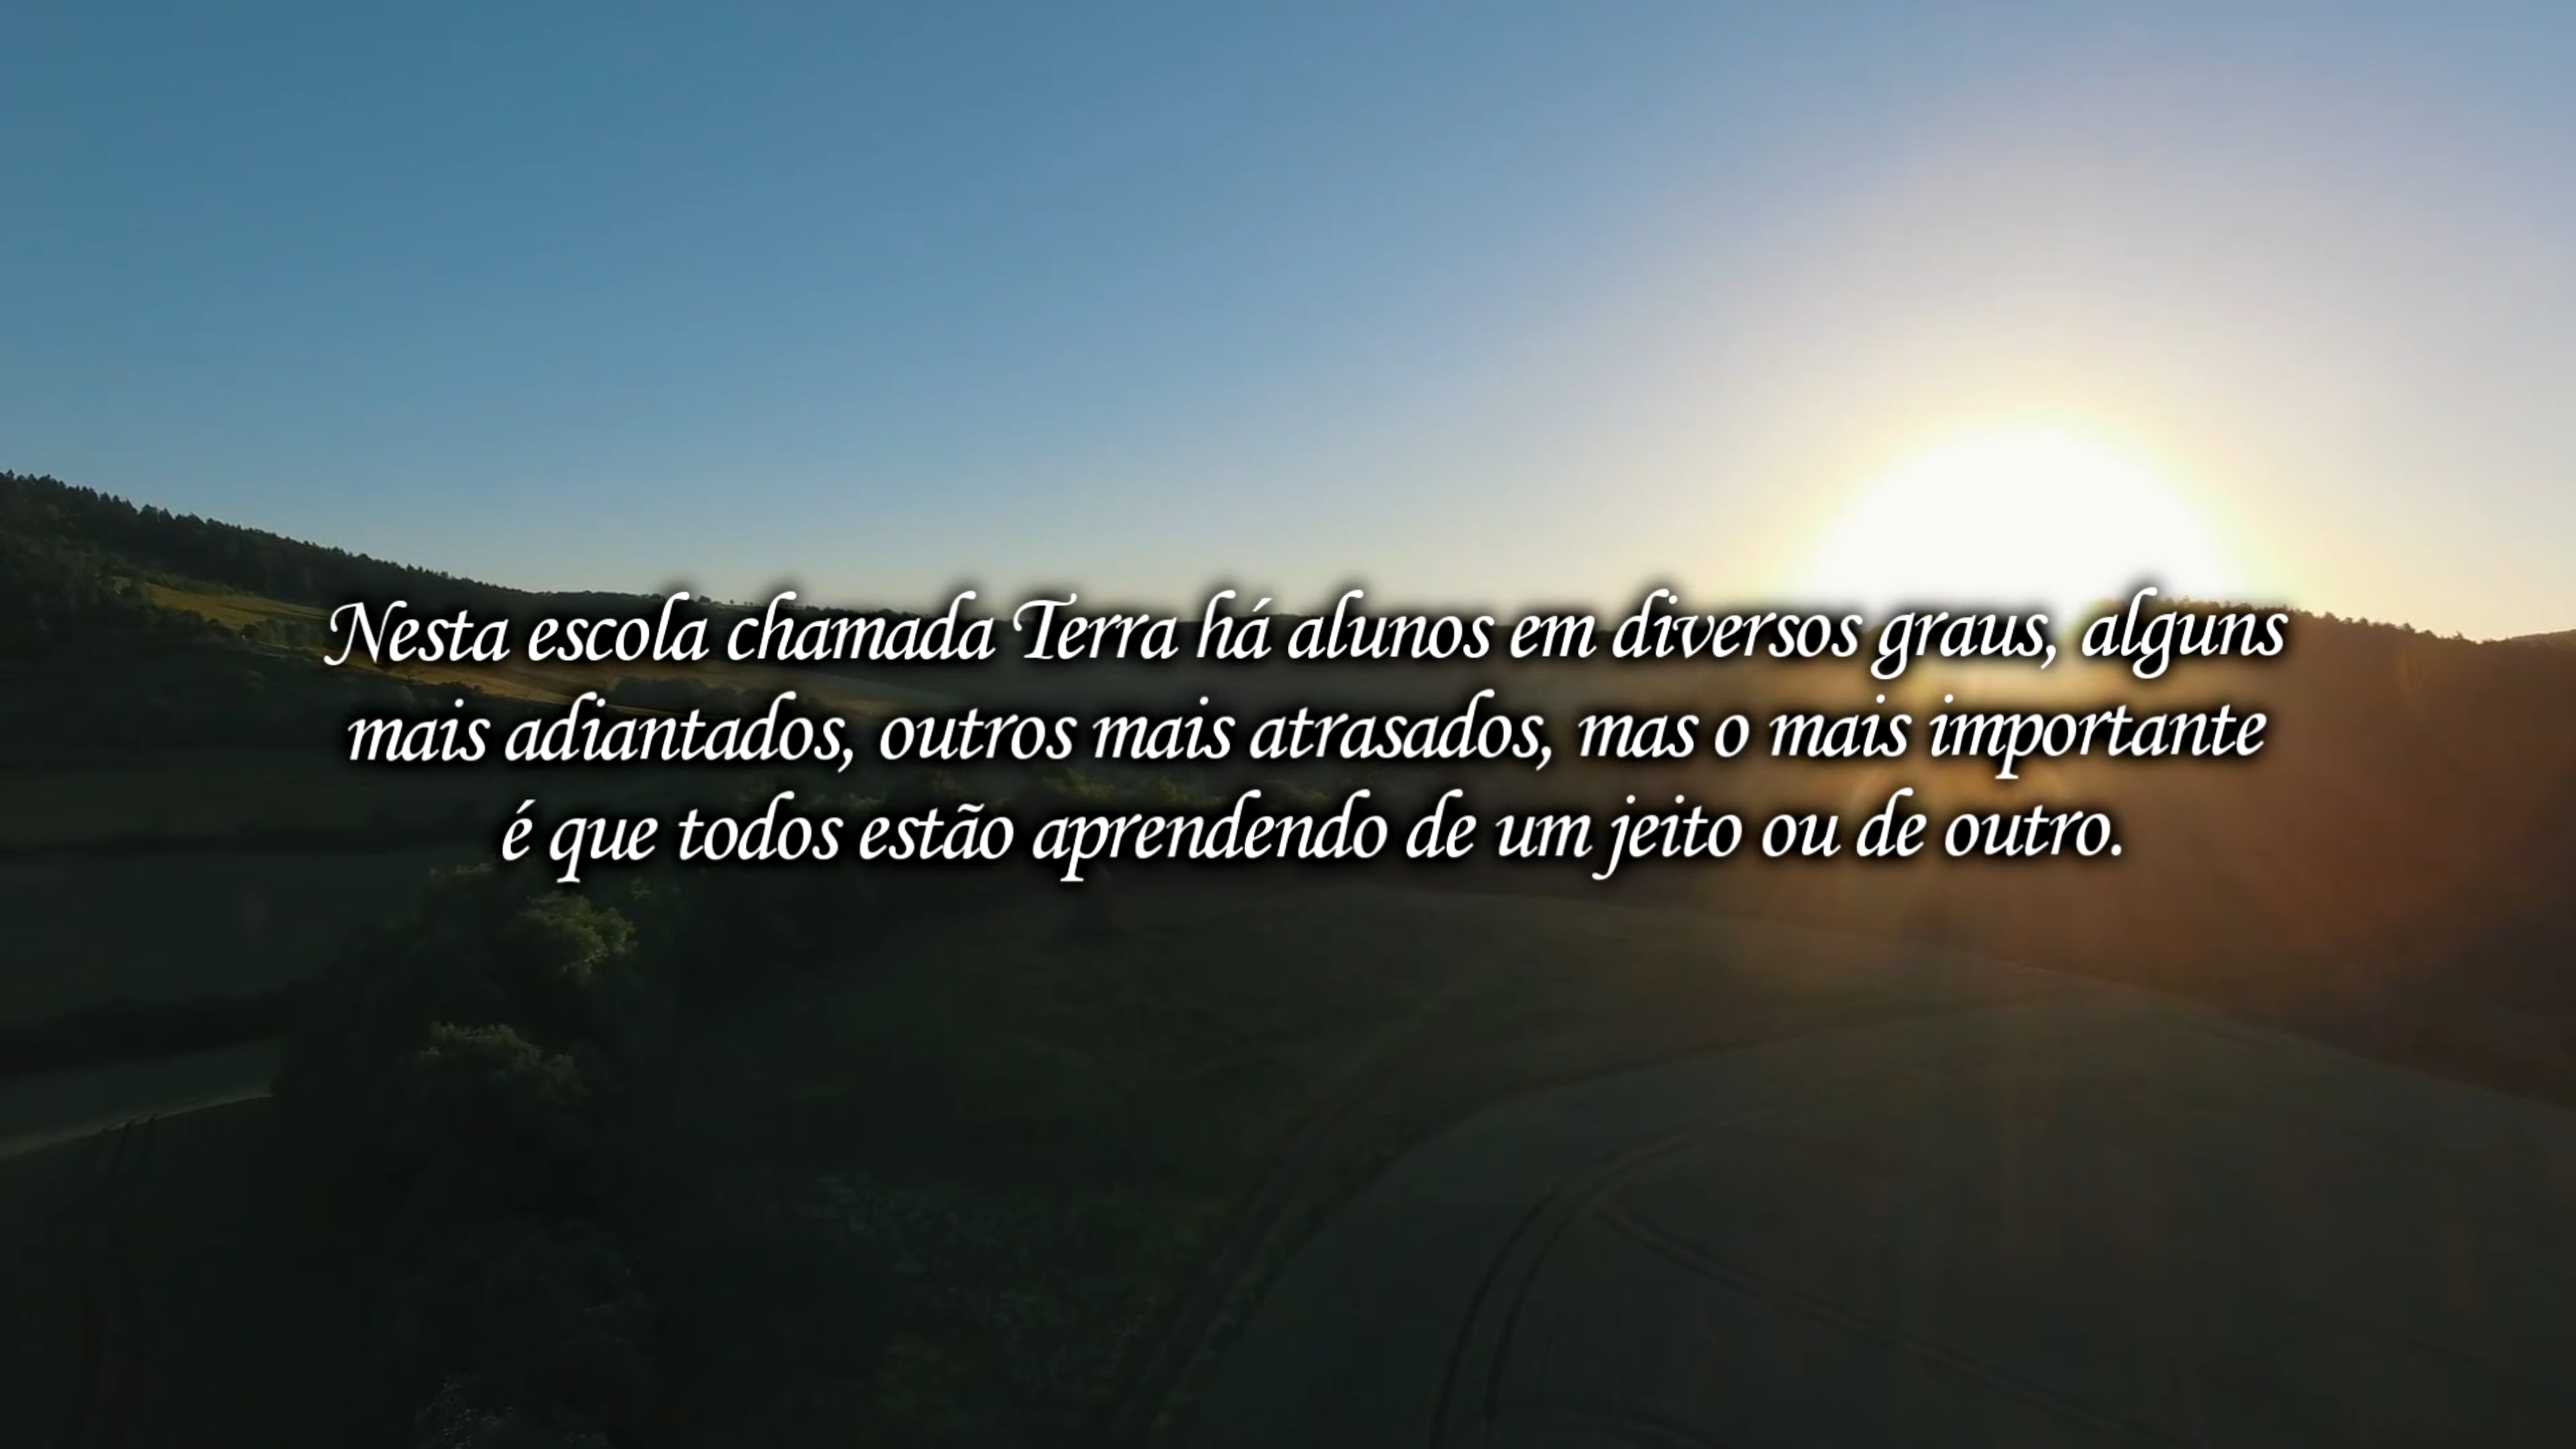 Nesta escola chamada Terra há alunos em diversos graus, alguns
mais adiantados, outros mais atrasados, mas o mais importante
é que todos estão aprendendo de um jeito ou de outro.